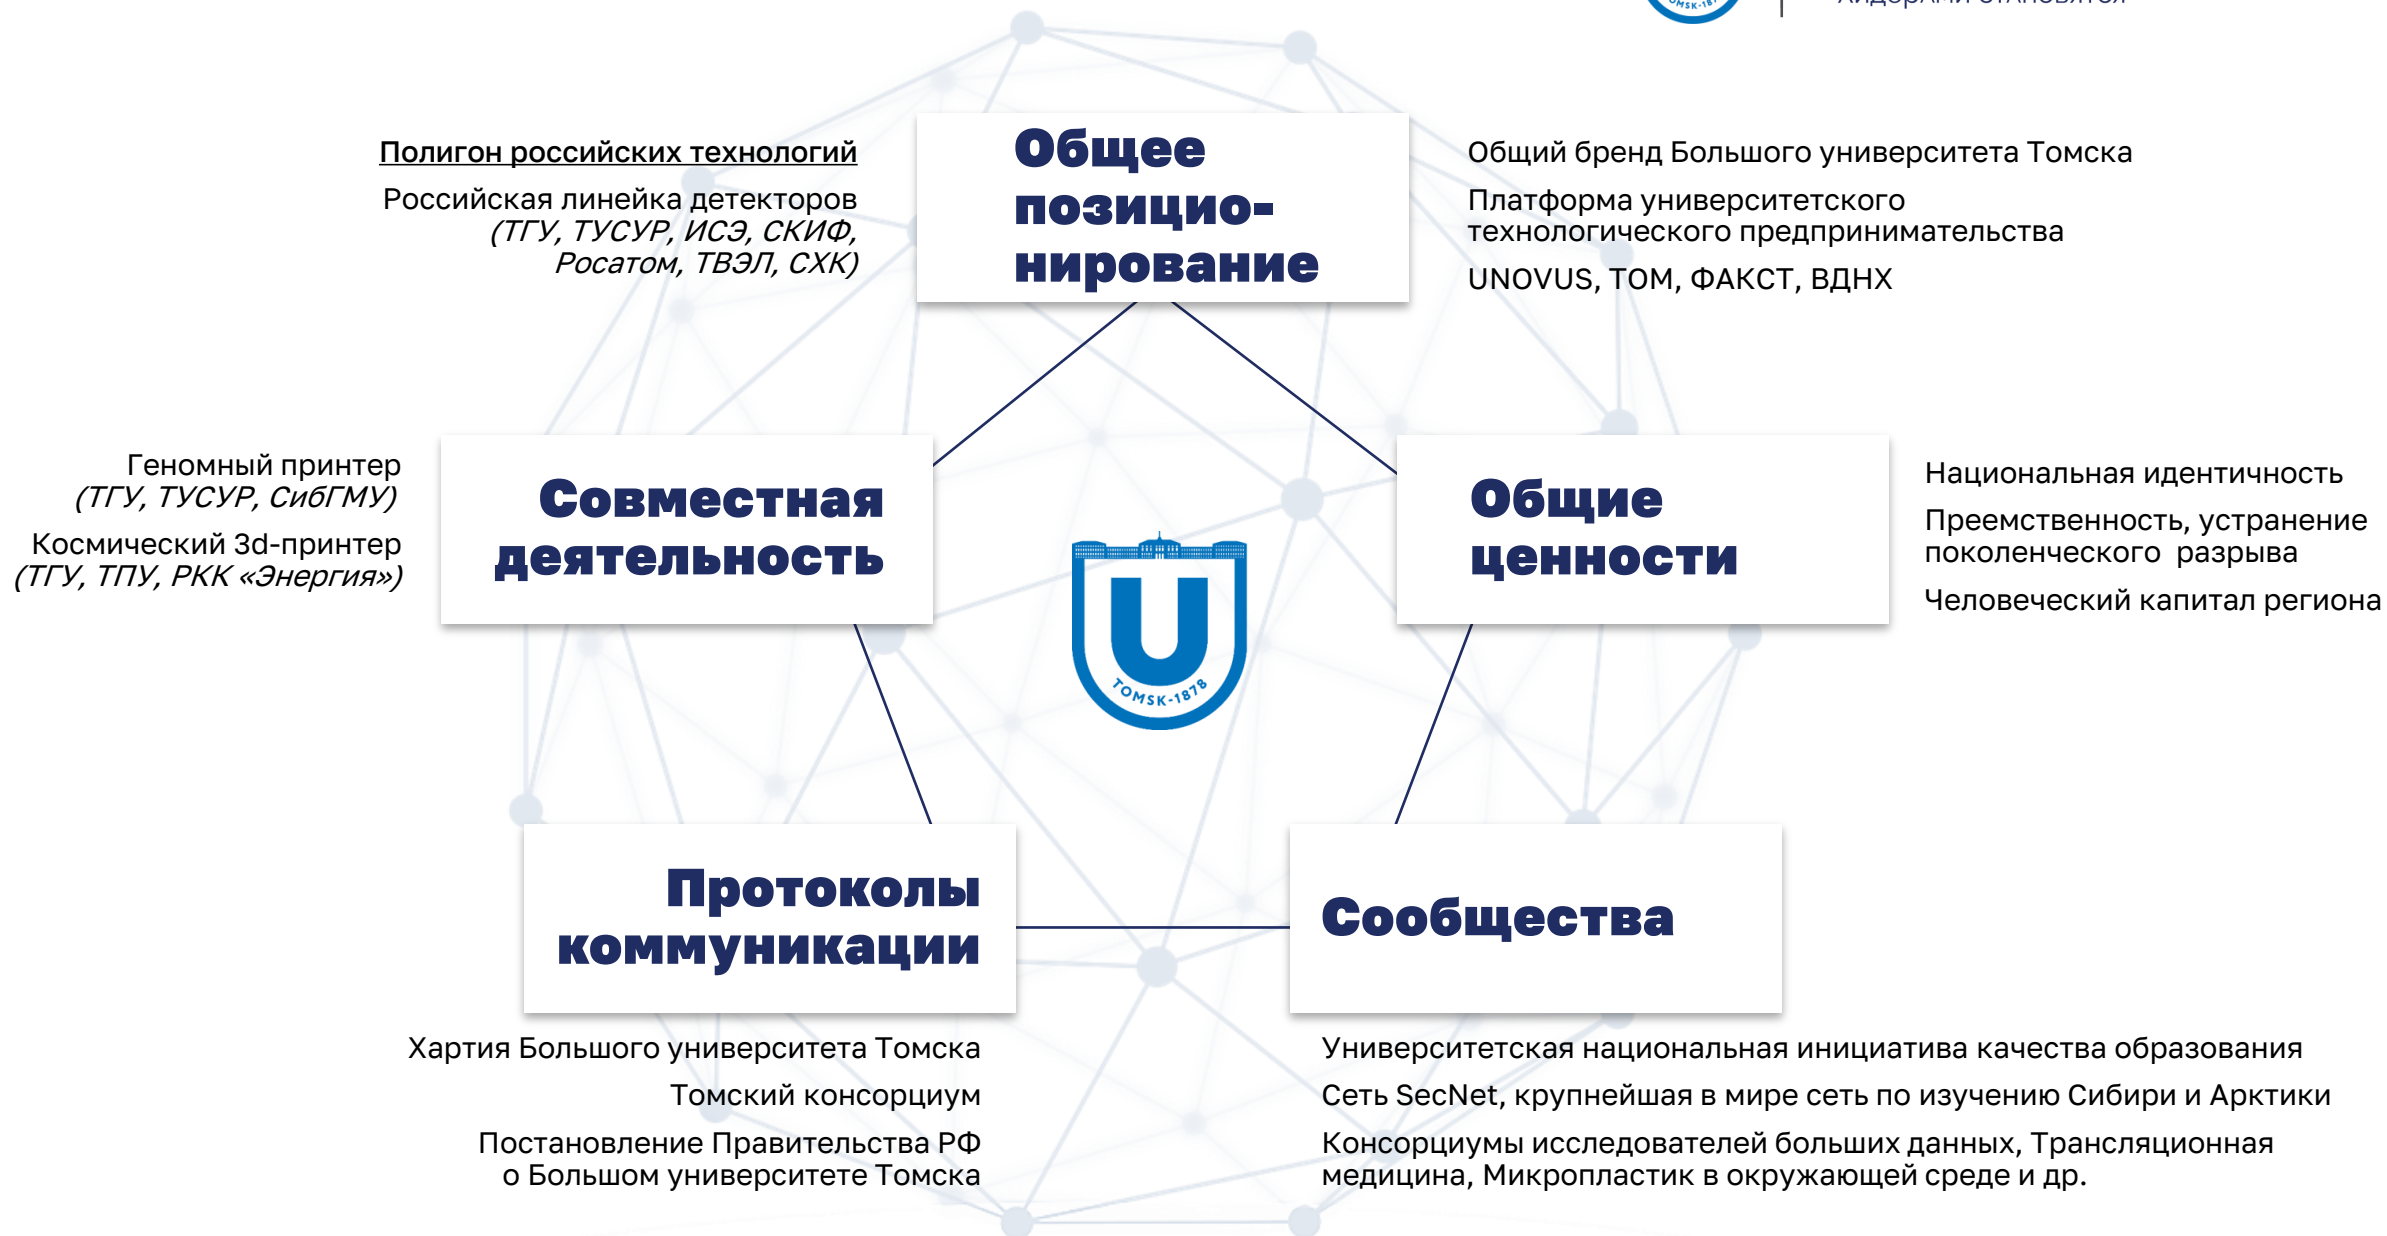 TOMSK-187
ЛИДЕРАМИ СТАНОВЯТСЯ
Полигон российских технологий
Российская линейка детекторов
(ТГУ, ТУСУР, ИСЭ, СКИФ,
Росатом, ТВЭЛ, СХК)
Общее
позицио-
нирование
Общий бренд Большого университета Томска
Платформа университетского
технологического предпринимательства
UNOVUS, ТОМ, ФАКСТ, ВДНХ
Геномный принтер
(ТГУ, ТУСУР, СибГМУ)
Космический 3d-принтер
(ТГУ, ТПУ, РКК «Энергия»)
Совместная
деятельность
Общие
ценности
Национальная идентичность
Преемственность, устранение
поколенческого разрыва
Человеческий капитал региона
U
TOMSK-1878
Протоколы
коммуникации
Сообщества
Хартия Большого университета Томска
Томский консорциум
Постановление Правительства РФ
о Большом университете Томска
Университетская национальная инициатива качества образования
Сеть SecNet, крупнейшая в мире сеть по изучению Сибири и Арктики
Консорциумы исследователей больших данных, Трансляционная
медицина, Микропластик в окружающей среде и др.